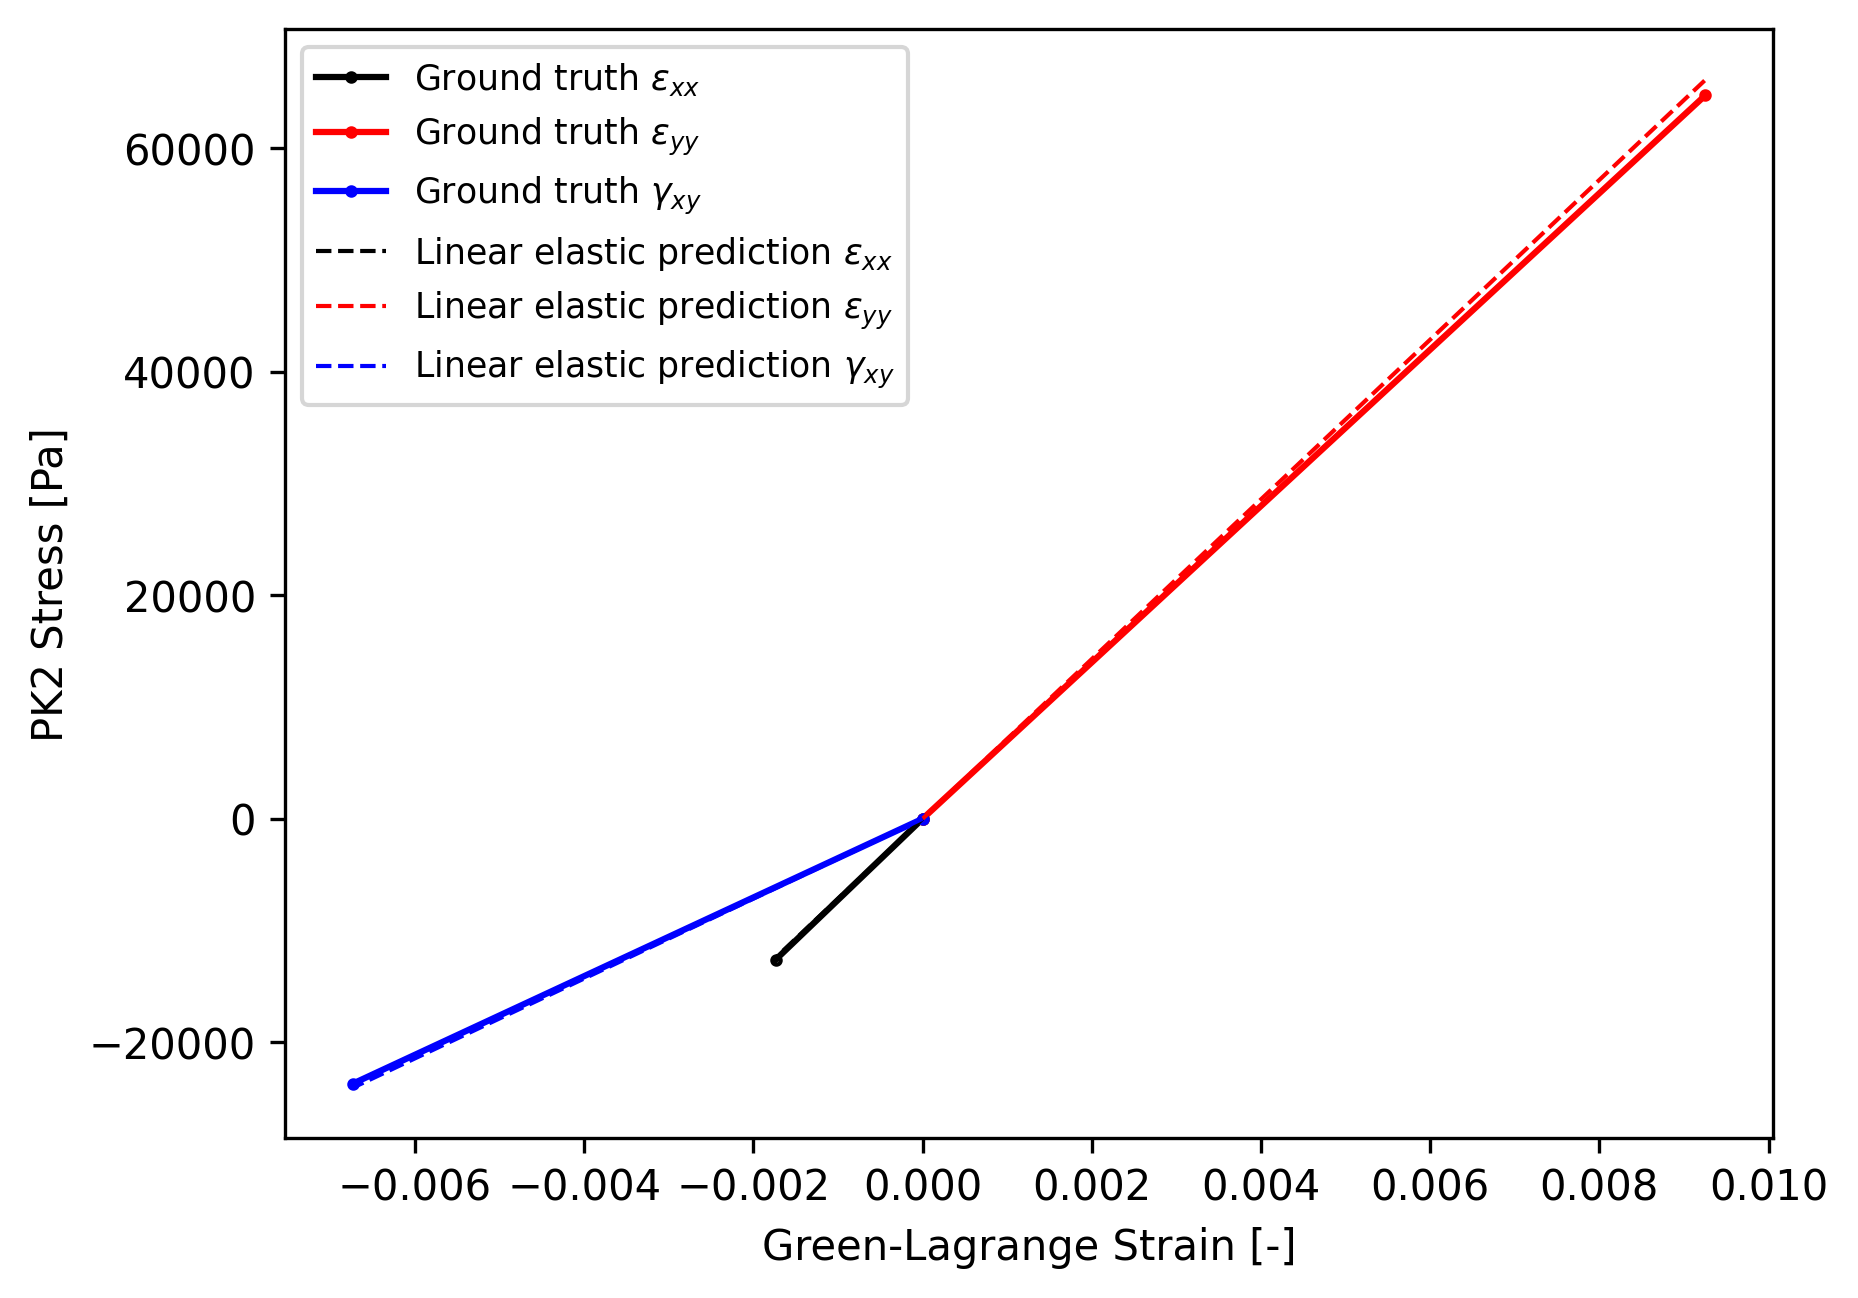 Ground truth εxx
Ground truth εyy
Ground truth γxy
Linear elastic prediction εxx
Linear elastic prediction εyy
Linear elastic prediction γxy
60000
40000
20000
0
−20000
PK2 Stress [Pa]
−0.006 −0.004 −0.002 0.000 0.002 0.004 0.006 0.008 0.010
Green-Lagrange Strain [-]